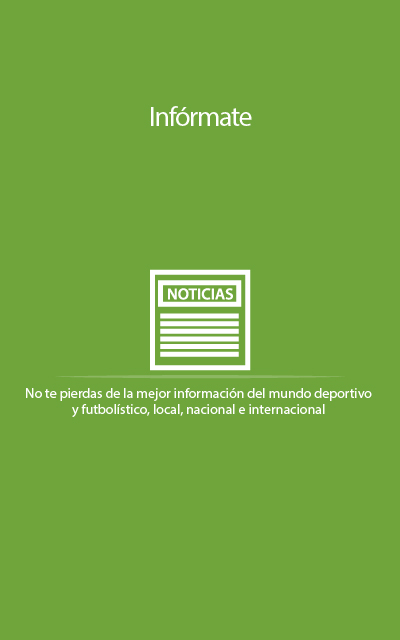 Infórmate
NOTICIAS
No te pierdas de la mejor información del mundo deportivo
y futbolístico, local, nacional e internacional